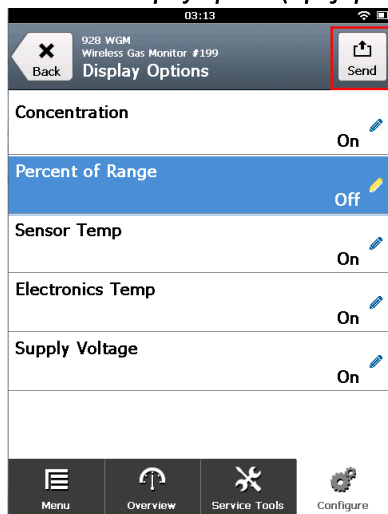 03:13
928 WGM
Wireless Gas Monitor #199
Back
Display Options
Send
Concentration
On
Percent of Range
Off
Sensor Temp
On
Electronics Temp
On
Supply Voltage
On
Menu
Overview
Service Tools
Configure